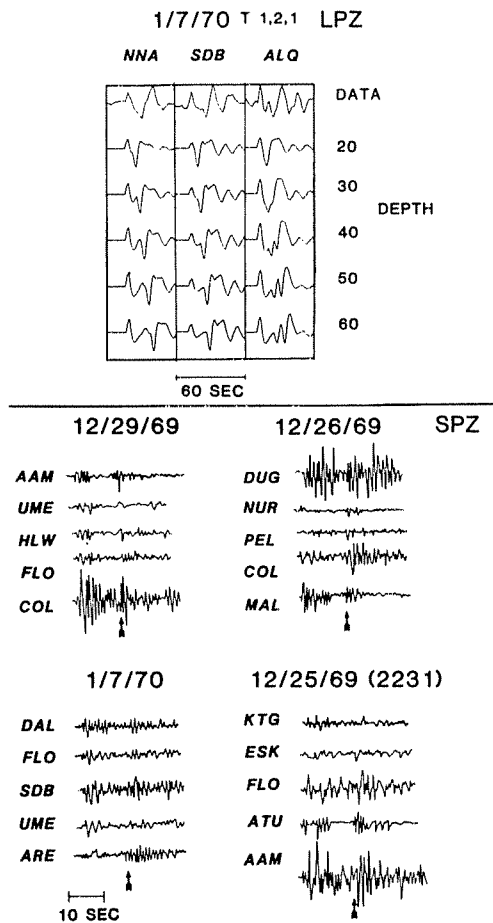 1/7/70 T 1,2,1 LPZ
NNA SDB ALQ
DATA
20
30
DEPTH
40
50
60
60 SEC
12/29/69 12/26/69 SPZ
AAM DUG
UME NUR
HLW PEL
FLO COL
COL MAL
1/7/70 12/25/69 (2231)
DAL KTG
FLO ESK
SDB FLO
UME ATU
ARE AAM
10 SEC